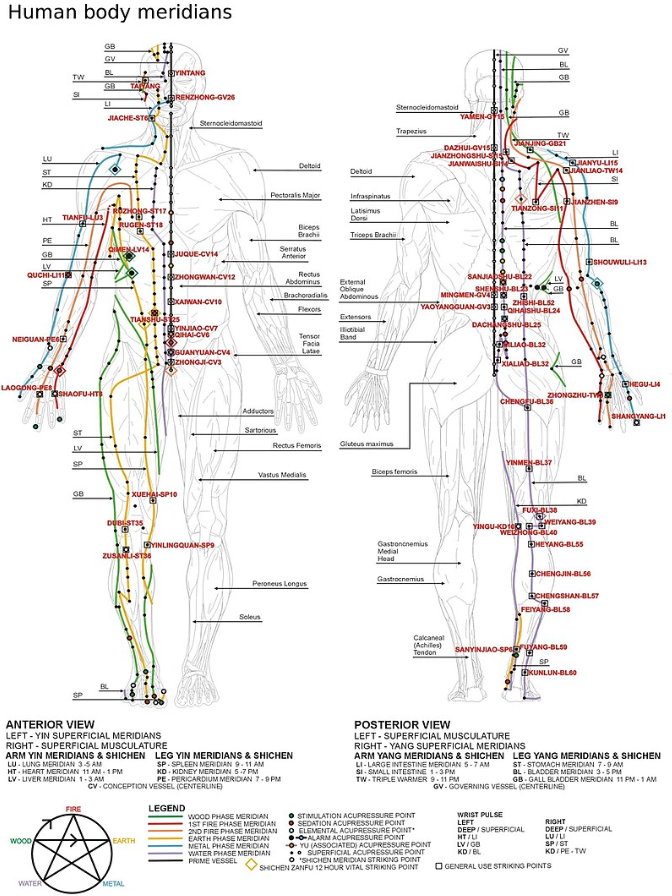 Human body meridians
GB
GV
BL
TW
GB
SI
LI
YINTANG
TAIYANG
RENZHONG-GV26
JIACHE-ST6
Sternocleidomastoid
LU
ST
KD
Deltoid
Pectoralis Major
HT
TIANFU-LU3
RUZHONG-ST17
RUGEN-ST18
Biceps
Brachii
PE
GB
LV
SP
QIMEN-LV14
QUCHI-LI11
JUQUE-CV14
Serratus
Anterior
ZHONGWAN-CV12
Rectus
Abdominus
TAIWAN-CV10
Brachoradialis
Flexors
TIANSHU-ST25
YINJIAO-CV7
QIHAI-CV6
NEIGUAN-PE6
GUANYUAN-CV4
ZHONGJI-CV3
Tensor
Facia
Latae
LAOGONG-PE8
SHAOFU-HT8
Adductors
ST
LV
SP
GB
Sartorious
Rectus Femoris
Vastus Medialis
XUEHAI-SP10
DUBI-ST35
YINLINGQUAN-SP9
ZUSANLI-ST36
Peroneus Longus
Soleus
BL
SP
GV
BL
GB
Sternocleidomastoid
YAMEN-GV15
GB
Trapezius
TW
DAZHUI-GV15
JIANJING-GB21
JIANZHONGSHU-SI15
JIANWAISHU-SI14
LI
JIANYU-LI15
JIANLIAO-TW14
SI
Deltoid
Infraspinatus
TIANZONG-SI11
JIANZHEN-SI9
Latisimus
Dorsi
BL
Triceps Brachii
BL
SHOUWULI-LI13
SANJIAOSHU-BL22
SHENSHU-BL23
LV
GB
MINGMEN-GV4
ZHISHI-BL52
YAOYANGGUAN-GV3
QIHAISHU-BL24
External
Oblique
Abdominous
Extensors
DACHANGSHU-BL25
Illiotibial
Band
XIALIAO-BL32
GB
HEGU-LI4
ZHONGZHU-TW3
CHENGFU-BL36
SHANGYANG-LI1
Gluteus maximus
Biceps femoris
YINMEN-BL37
BL
KD
FUXI-BL38
YINGU-KD10
WEIYANG-BL39
WEIZHONG-BL40
HEYANG-BL55
Gastroncnemius
Medial
Head
Gastrocnemius
CHENGJIN-BL56
CHENGSHAN-BL57
FEIYANG-BL58
Calcaneal
(Achilles)
Tendon
SANYINJIAO-SP6
FUYANG-BL59
SP
KUNLUN-BL60
ANTERIOR VIEW
LEFT - YIN SUPERFICIAL MERIDIANS
RIGHT - SUPERFICIAL MUSCULATURE
ARM YIN MERIDIANS & SHICHEN
LU - LUNG MERIDIAN 3 -5 AM
HT - HEART MERIDIAN 11 AM - 1 PM
LV - LIVER MERIDIAN 1 - 3 AM
LEG YIN MERIDIANS & SHICHEN
SP - SPLEEN MERIDIAN 9 - 11 AM
KD - KIDNEY MERIDIAN 5 -7 PM
PE - PERICARDIUM MERIDIAN 7 - 9 PM
CV - CONCEPTION VESSEL (CENTERLINE)
POSTERIOR VIEW
LEFT - SUPERFICIAL MUSCULATURE
RIGHT - YANG SUPERFICIAL MERIDIANS
ARM YANG MERIDIANS & SHICHEN
LI - LARGE INTESTINE MERIDIAN 5 - 7 AM
SI - SMALL INTESTINE 1 - 3 PM
TW - TRIPLE WARMER 9 - 11 PM
LEG YANG MERIDIANS & SHICHEN
ST - STOMACH MERIDIAN 7 - 9 AM
BL - BLADDER MERIDIAN 3 - 5 PM
GB - GALL BLADDER MERIDIAN 11 PM - 1 AM
GV - GOVERNING VESSEL (CENTERLINE)
FIRE
WOOD
EARTH
WATER
METAL
LEGEND
WOOD PHASE MERIDIAN
1ST FIRE PHASE MERIDIAN
2ND FIRE PHASE MERIDIAN
EARTH PHASE MERIDIAN
METAL PHASE MERIDIAN
WATER PHASE MERIDIAN
PRIME VESSEL
STIMULATION ACUPRESSURE POINT
SEDATION ACUPRESSURE POINT
ELEMENTAL ACUPRESSURE POINT*
ALARM ACUPRESSURE POINT
YU (ASSOCIATED) ACUPRESSURE POINT
SUPERFICIAL ACUPRESSURE POINT
*SHICHEN MERIDIAN STRIKING POINT
SHICHEN ZANFU 12 HOUR VITAL STRIKING POINT
WRIST PULSE
LEFT
DEEP / SUPERFICIAL
HT / LI
LV / GB
KD / BL
RIGHT
DEEP / SUPERFICIAL
LU / LI
SP / ST
KD / PE - TW
GENERAL USE STRIKING POINTS